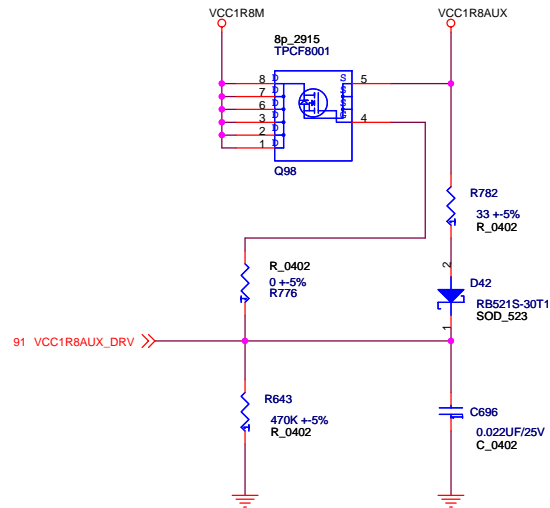 VCC1R8M
VCC1R8AUX
8p_2915
TPCF8001
8 D S 5
7 D S
6 D S
3 D 4
2 D
1 D
Q98
R782
33 +-5%
R_0402
R_0402
0 +-5%
R776
2
D42
RB521S-30T1
SOD_523
1
91 VCC1R8AUX_DRV
R643
470K +-5%
R_0402
C696
0.022UF/25V
C_0402